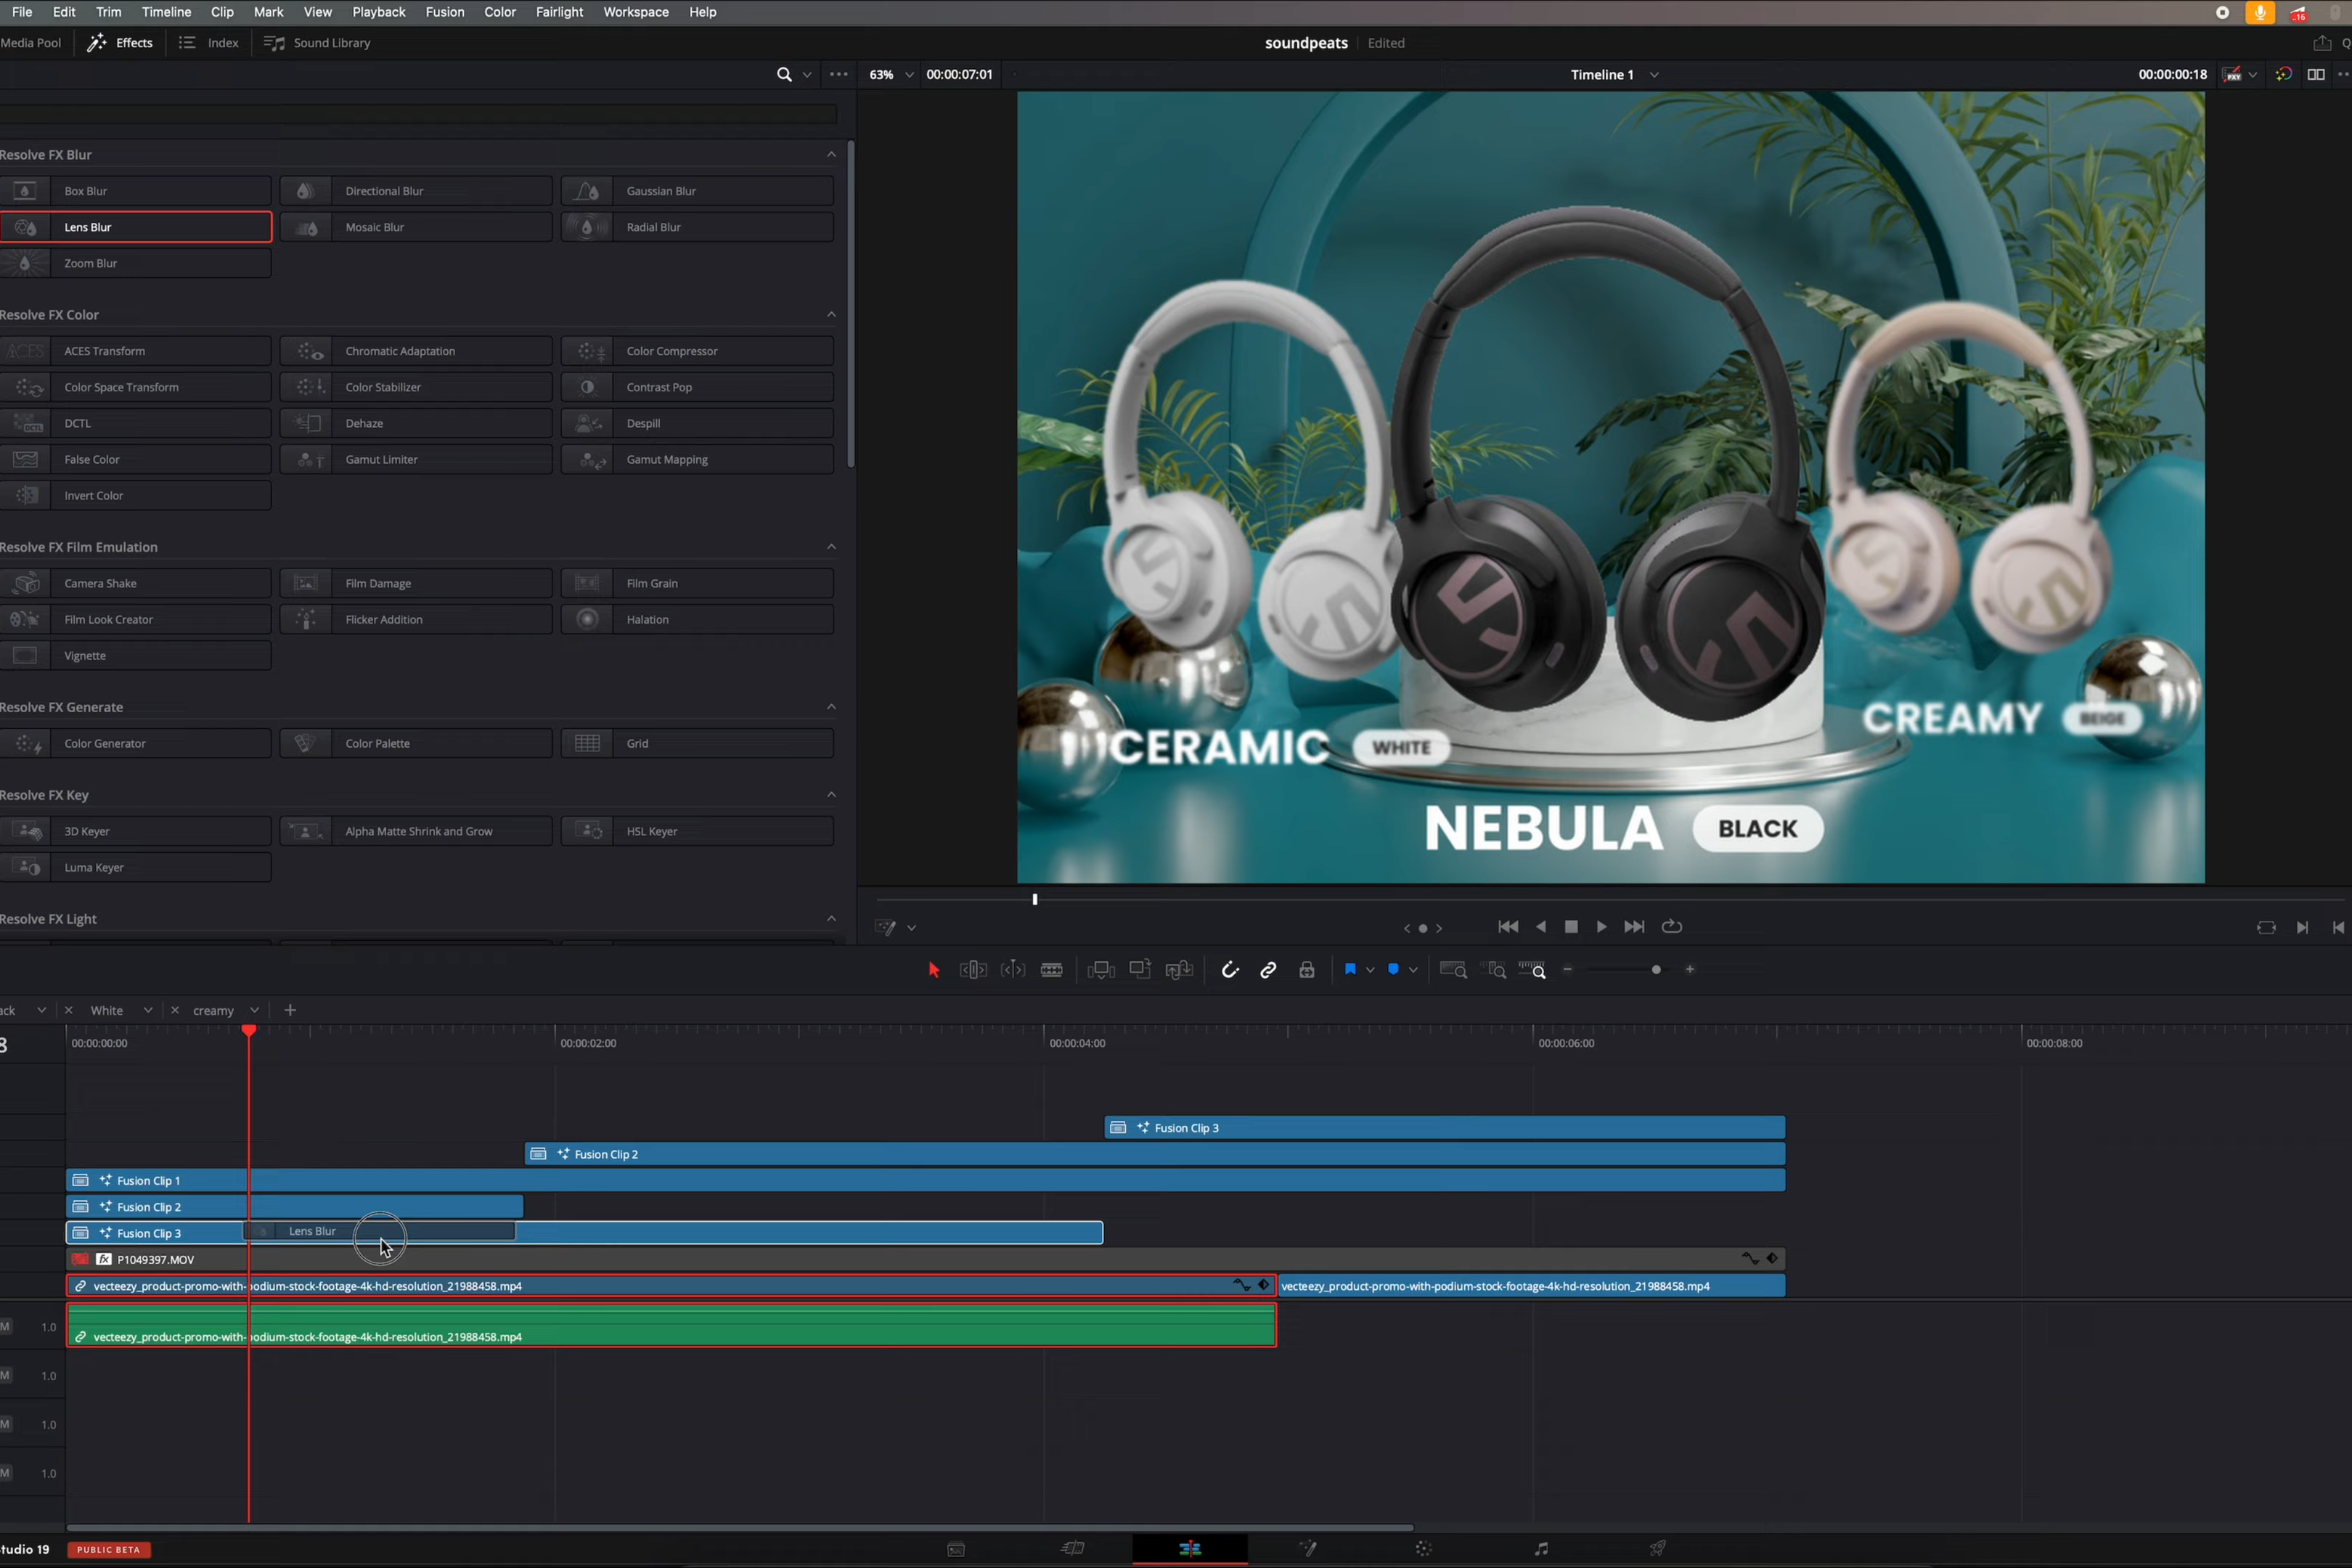 File Edit Trim Timeline Clip Mark View Playback Fusion Color Fairlight Workspace Help
16
Media Pool Effects Index Sound Library soundpeats Edited
63% 00:00:07:01 Timeline 1 00:00:00:18
Resolve FX Blur
Box Blur Directional Blur Gaussian Blur
Lens Blur Mosaic Blur Radial Blur
Zoom Blur
Resolve FX Color
ACES Transform Chromatic Adaptation Color Compressor
Color Space Transform Color Stabilizer Contrast Pop
DCTL Dehaze Despill
False Color Gamut Limiter Gamut Mapping
Invert Color
Resolve FX Film Emulation
Camera Shake Film Damage Film Grain
Film Look Creator Flicker Addition Halation
Vignette
Resolve FX Generate
Color Generator Color Palette Grid
Resolve FX Key
3D Keyer Alpha Matte Shrink and Grow HSL Keyer
Luma Keyer
Resolve FX Light
CERAMIC WHITE
NEBULA BLACK
CREAMY BEIGE
ack White creamy
8 00:00:00:00 00:00:02:00 00:00:04:00 00:00:06:00 00:00:08:00
Fusion Clip 3
Fusion Clip 2
Fusion Clip 1
Fusion Clip 2
Fusion Clip 3 Lens Blur
fx P1049397.MOV
vecteezy_product-promo-with-podium-stock-footage-4k-hd-resolution_21988458.mp4 vecteezy_product-promo-with-podium-stock-footage-4k-hd-resolution_21988458.mp4
M 1.0
vecteezy_product-promo-with-podium-stock-footage-4k-hd-resolution_21988458.mp4
M 1.0
M 1.0
M 1.0
tudio 19 PUBLIC BETA